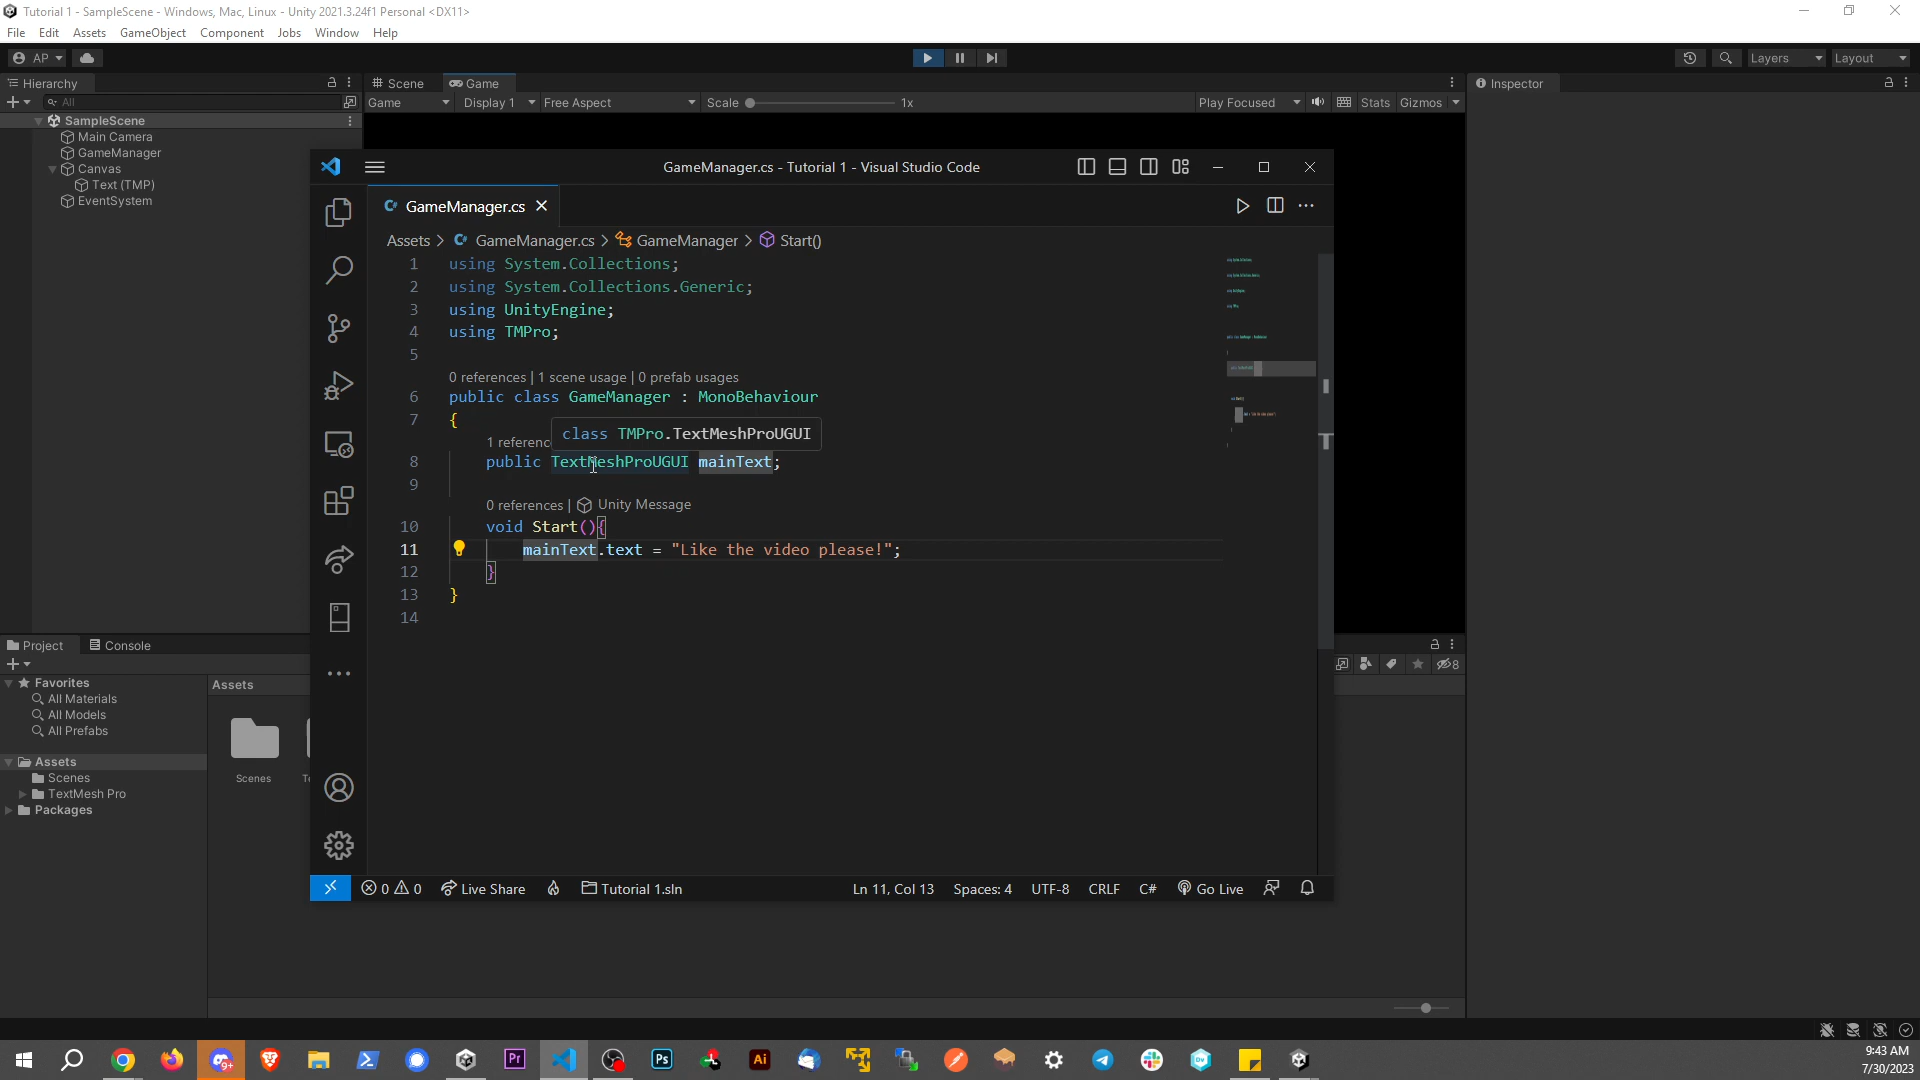 Tutorial 1 - SampleScene - Windows, Mac, Linux - Unity 2021.3.24f1 Personal <DX11>
File Edit Assets GameObject Component Jobs Window Help
AP Layers Layout
Hierarchy Scene Game Inspector
All Game Display 1 Free Aspect Scale 1x Play Focused Stats Gizmos
SampleScene
Main Camera
GameManager
Canvas
Text (TMP)
EventSystem
GameManager.cs - Tutorial 1 - Visual Studio Code
C# GameManager.cs
Assets > C# GameManager.cs > GameManager > Start()
1 using System.Collections;
2 using System.Collections.Generic;
3 using UnityEngine;
4 using TMPro;
5
0 references | 1 scene usage | 0 prefab usages
6 public class GameManager : MonoBehaviour
7 {
class TMPro.TextMeshProUGUI
1 referenc
8 public TextMeshProUGUI mainText;
9
0 references | Unity Message
10 void Start(){
11 mainText.text = "Like the video please!";
12 }
13 }
14
Project Console
8
Favorites Assets
All Materials
All Models
All Prefabs
Assets
Scenes
TextMesh Pro
Packages
Scenes Te
0 0 Live Share Tutorial 1.sln Ln 11, Col 13 Spaces: 4 UTF-8 CRLF C# Go Live
9+ Pr Ps Ai
9:43 AM
7/30/2023